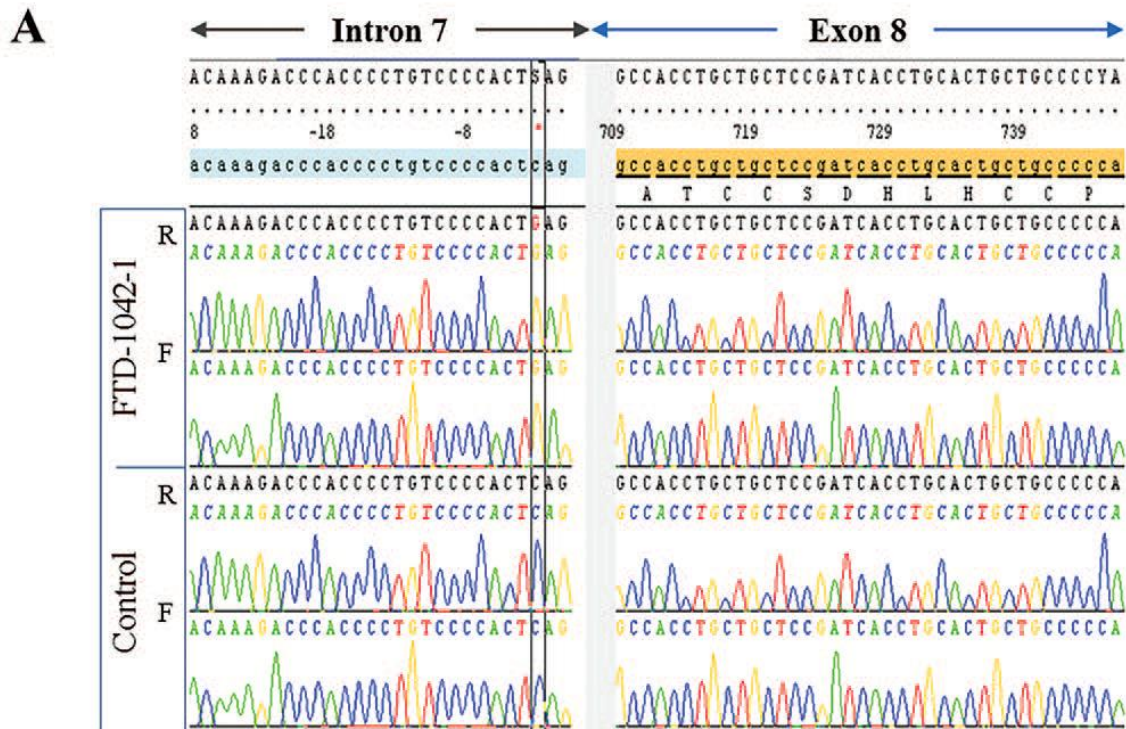 A
Intron 7 Exon 8
ACAAAGACCCACCCCTGTCCCCACTSAG GCCACCTGCTGCTCCGATCACCTGCACTGCTGCCCCYA
8 -18 -8 * 709 719 729 739
acaaagacccacccctgtccccactcag gccacctgctgctccgatcacctgcactgctgccccca
A T C C S D H L H C C P
FTD-1042-1
R ACAAAGACCCACCCCTGTCCCCACTGAG GCCACCTGCTGCTCCGATCACCTGCACTGCTGCCCCCA
ACAAAGACCCACCCCTGTCCCCACTGAG GCCACCTGCTGCTCCGATCACCTGCACTGCTGCCCCCA
F
ACAAAGACCCACCCCTGTCCCCACTGAG GCCACCTGCTGCTCCGATCACCTGCACTGCTGCCCCCA
Control
R ACAAAGACCCACCCCTGTCCCCACTCAG GCCACCTGCTGCTCCGATCACCTGCACTGCTGCCCCCA
ACAAAGACCCACCCCTGTCCCCACTCAG GCCACCTGCTGCTCCGATCACCTGCACTGCTGCCCCCA
F
ACAAAGACCCACCCCTGTCCCCACTCAG GCCACCTGCTGCTCCGATCACCTGCACTGCTGCCCCCA